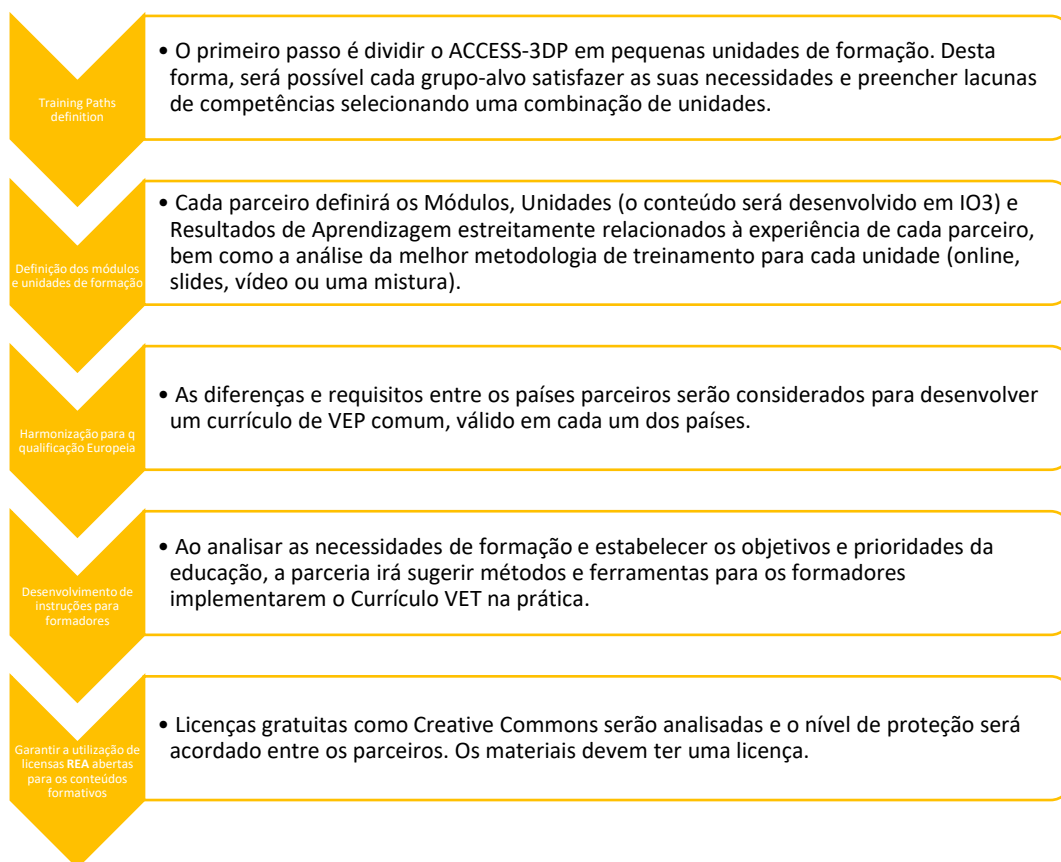 Training Paths
definition
• O primeiro passo é dividir o ACCESS-3DP em pequenas unidades de formação. Desta
forma, será possível cada grupo-alvo satisfazer as suas necessidades e preencher lacunas
de competências selecionando uma combinação de unidades.
Definição dos módulos
e unidades de formação
• Cada parceiro definirá os Módulos, Unidades (o conteúdo será desenvolvido em IO3) e
Resultados de Aprendizagem estreitamente relacionados à experiência de cada parceiro,
bem como a análise da melhor metodologia de treinamento para cada unidade (online,
slides, vídeo ou uma mistura).
Harmonização para q
qualificação Europeia
• As diferenças e requisitos entre os países parceiros serão considerados para desenvolver
um currículo de VEP comum, válido em cada um dos países.
Desenvolvimento de
instruções para
formadores
• Ao analisar as necessidades de formação e estabelecer os objetivos e prioridades da
educação, a parceria irá sugerir métodos e ferramentas para os formadores
implementarem o Currículo VET na prática.
Garantir a utilização de
licensas REA abertas
para os conteúdos
formativos
• Licenças gratuitas como Creative Commons serão analisadas e o nível de proteção será
acordado entre os parceiros. Os materiais devem ter uma licença.